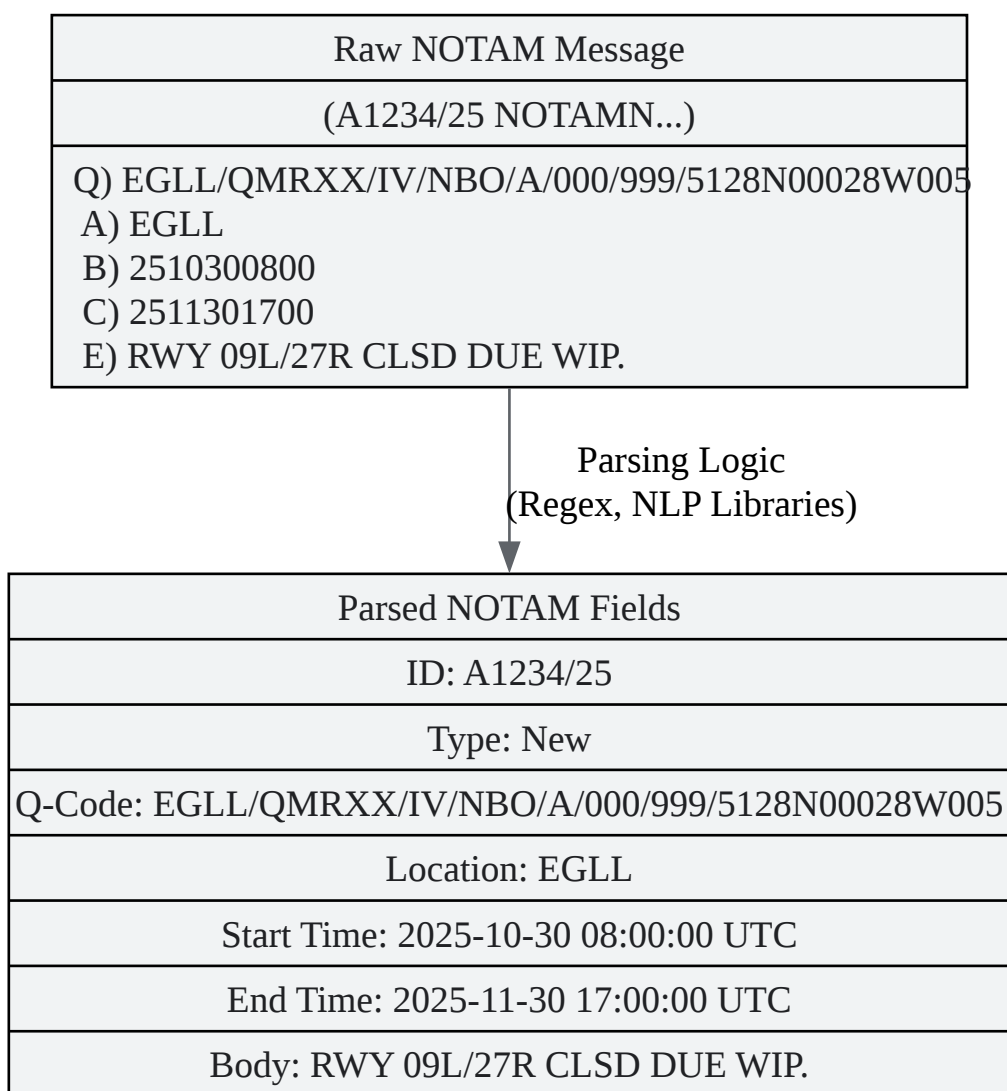 Raw NOTAM Message
(A1234/25 NOTAMN...)
Q) EGLL/QMRXX/IV/NBO/A/000/999/5128N00028W005
A) EGLL
B) 2510300800
C) 2511301700
E) RWY 09L/27R CLSD DUE WIP.
Parsing Logic
(Regex, NLP Libraries)
Parsed NOTAM Fields
ID: A1234/25
Type: New
Q-Code: EGLL/QMRXX/IV/NBO/A/000/999/5128N00028W005
Location: EGLL
Start Time: 2025-10-30 08:00:00 UTC
End Time: 2025-11-30 17:00:00 UTC
Body: RWY 09L/27R CLSD DUE WIP.